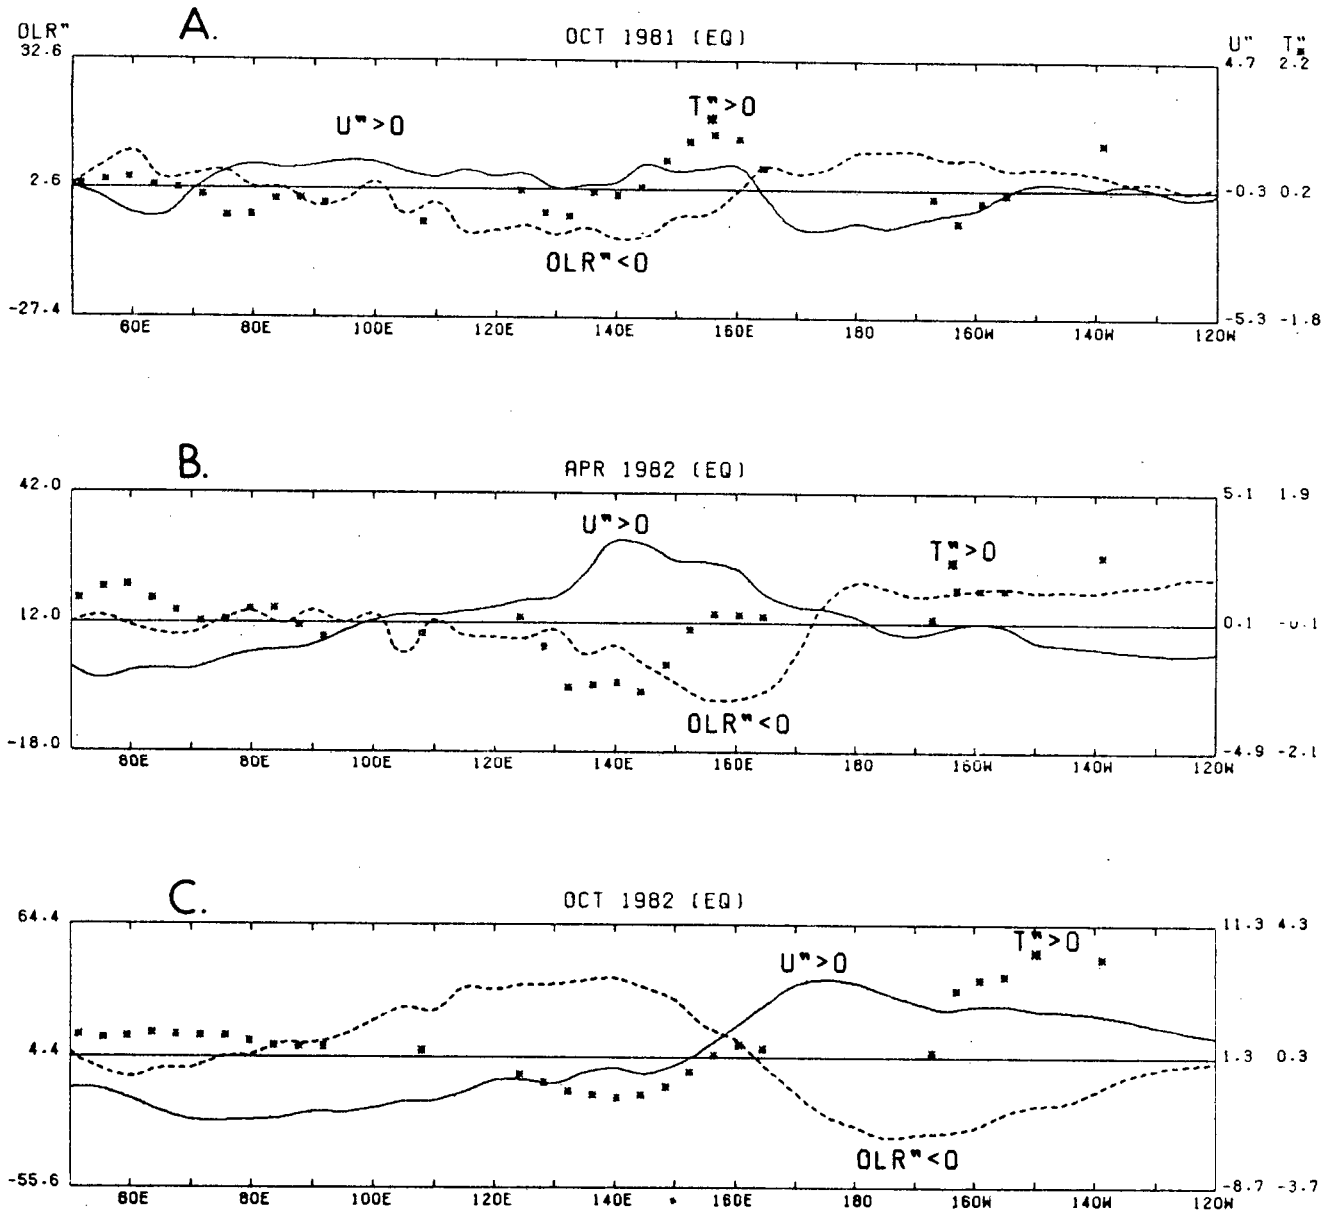 A.
OCT 1981 (EQ)
OLR"
U" T"
*
32.6
4.7 2.2
U">0
T">0
*
2.6
-0.3 0.2
OLR"<0
-27.4
-5.3 -1.8
60E 80E 100E 120E 140E 160E 180 160W 140W 120W
B.
APR 1982 (EQ)
42.0
5.1 1.9
U">0
T">0
*
12.0
0.1 -0.1
OLR"<0
-18.0
-4.9 -2.1
60E 80E 100E 120E 140E 160E 180 160W 140W 120W
C.
OCT 1982 (EQ)
64.4
11.3 4.3
U">0
T">0
*
4.4
1.3 0.3
OLR"<0
-55.6
-8.7 -3.7
60E 80E 100E 120E 140E 160E 180 160W 140W 120W